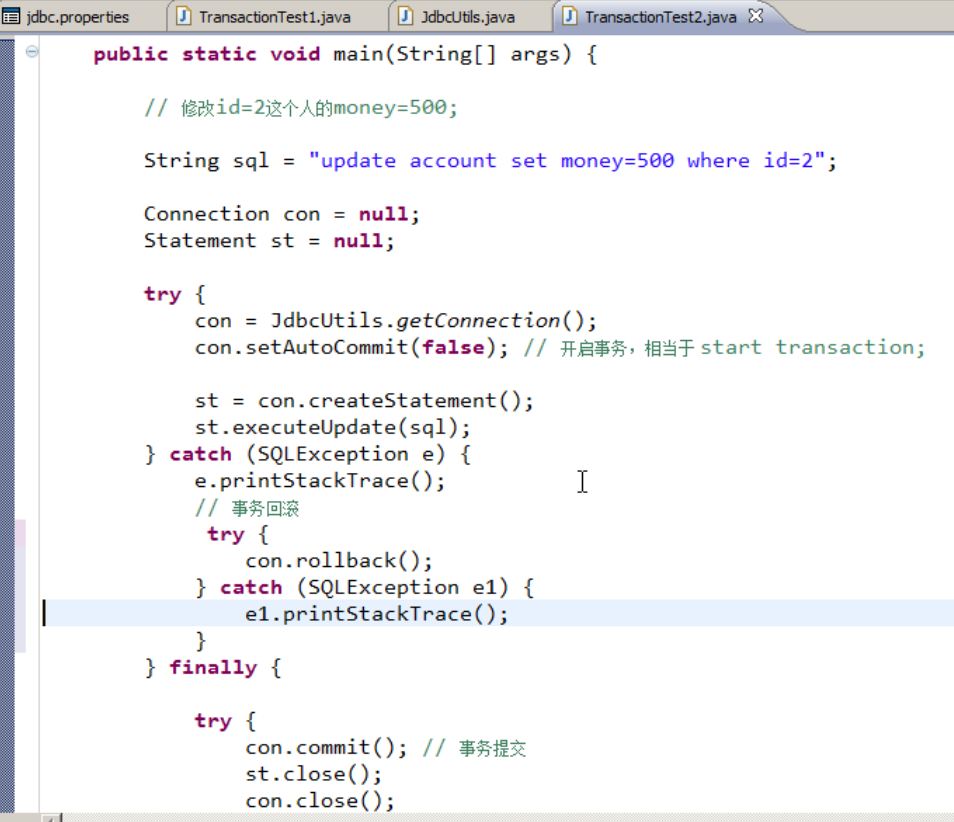 jdbc.properties TransactionTest1.java JdbcUtils.java TransactionTest2.java
public static void main(String[] args) {
// 修改id=2这个人的money=500;
String sql = "update account set money=500 where id=2";
Connection con = null;
Statement st = null;
try {
con = JdbcUtils.getConnection();
con.setAutoCommit(false); // 开启事务，相当于 start transaction;
st = con.createStatement();
st.executeUpdate(sql);
} catch (SQLException e) {
e.printStackTrace();
// 事务回滚
try {
con.rollback();
} catch (SQLException e1) {
e1.printStackTrace();
}
} finally {
try {
con.commit(); // 事务提交
st.close();
con.close();